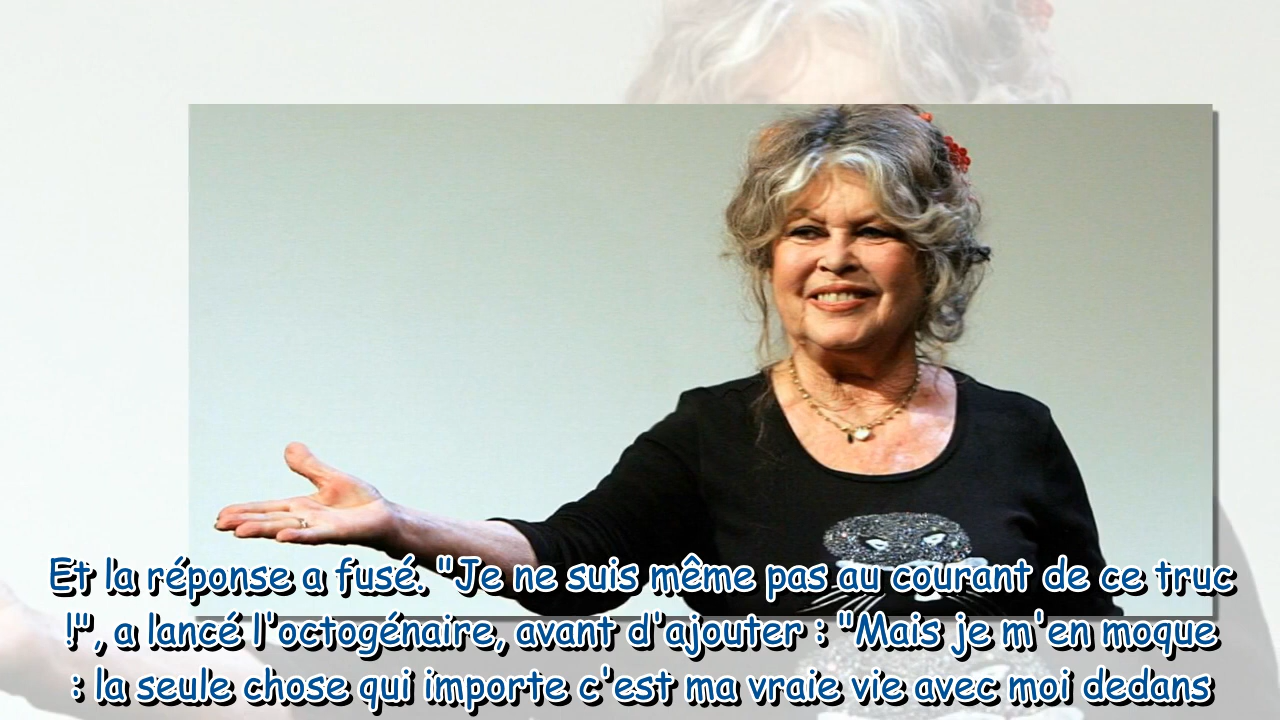 Et la réponse a fusé. "Je ne suis même pas au courant de ce truc
!", a lancé l'octogénaire, avant d'ajouter : "Mais je m'en moque
: la seule chose qui importe c'est ma vraie vie avec moi dedans